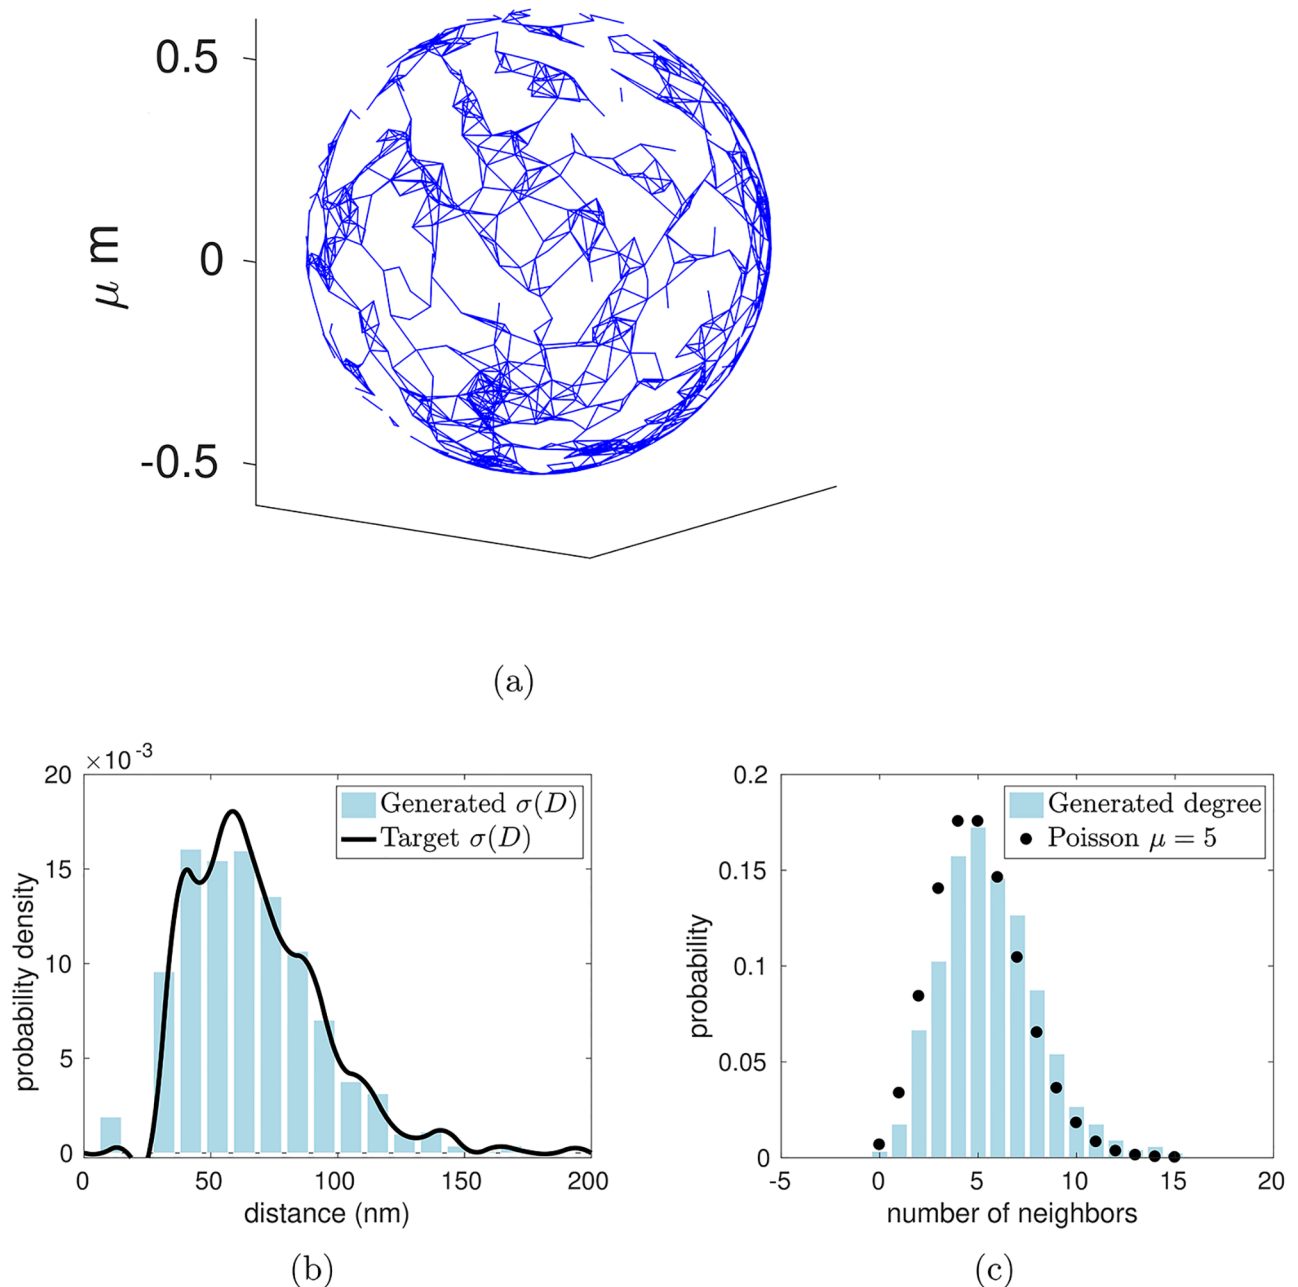 0.5
0
-0.5
μ m
(a)
×10⁻³
20
15
10
5
0
probability density
Generated σ(D)
Target σ(D)
0
50
100
150
200
distance (nm)
(b)
0.2
0.15
0.1
0.05
0
probability
Generated degree
Poisson μ = 5
-5
0
5
10
15
20
number of neighbors
(c)